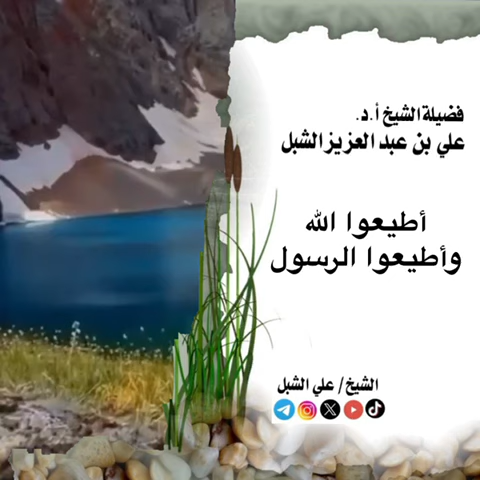 فضيلة الشيخ أ.د.
علي بن عبد العزيز الشبل
أطيعوا الله
وأطيعوا الرسول
الشيخ / علي الشبل